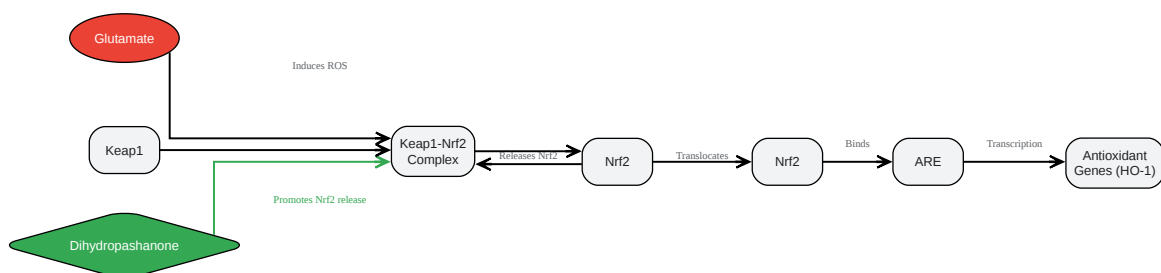 Glutamate
Induces ROS
Keap1
Keap1-Nrf2
Complex
Releases Nrf2
Nrf2
Translocates
Nrf2
Binds
ARE
Transcription
Antioxidant
Genes (HO-1)
Promotes Nrf2 release
Dihydropashanone